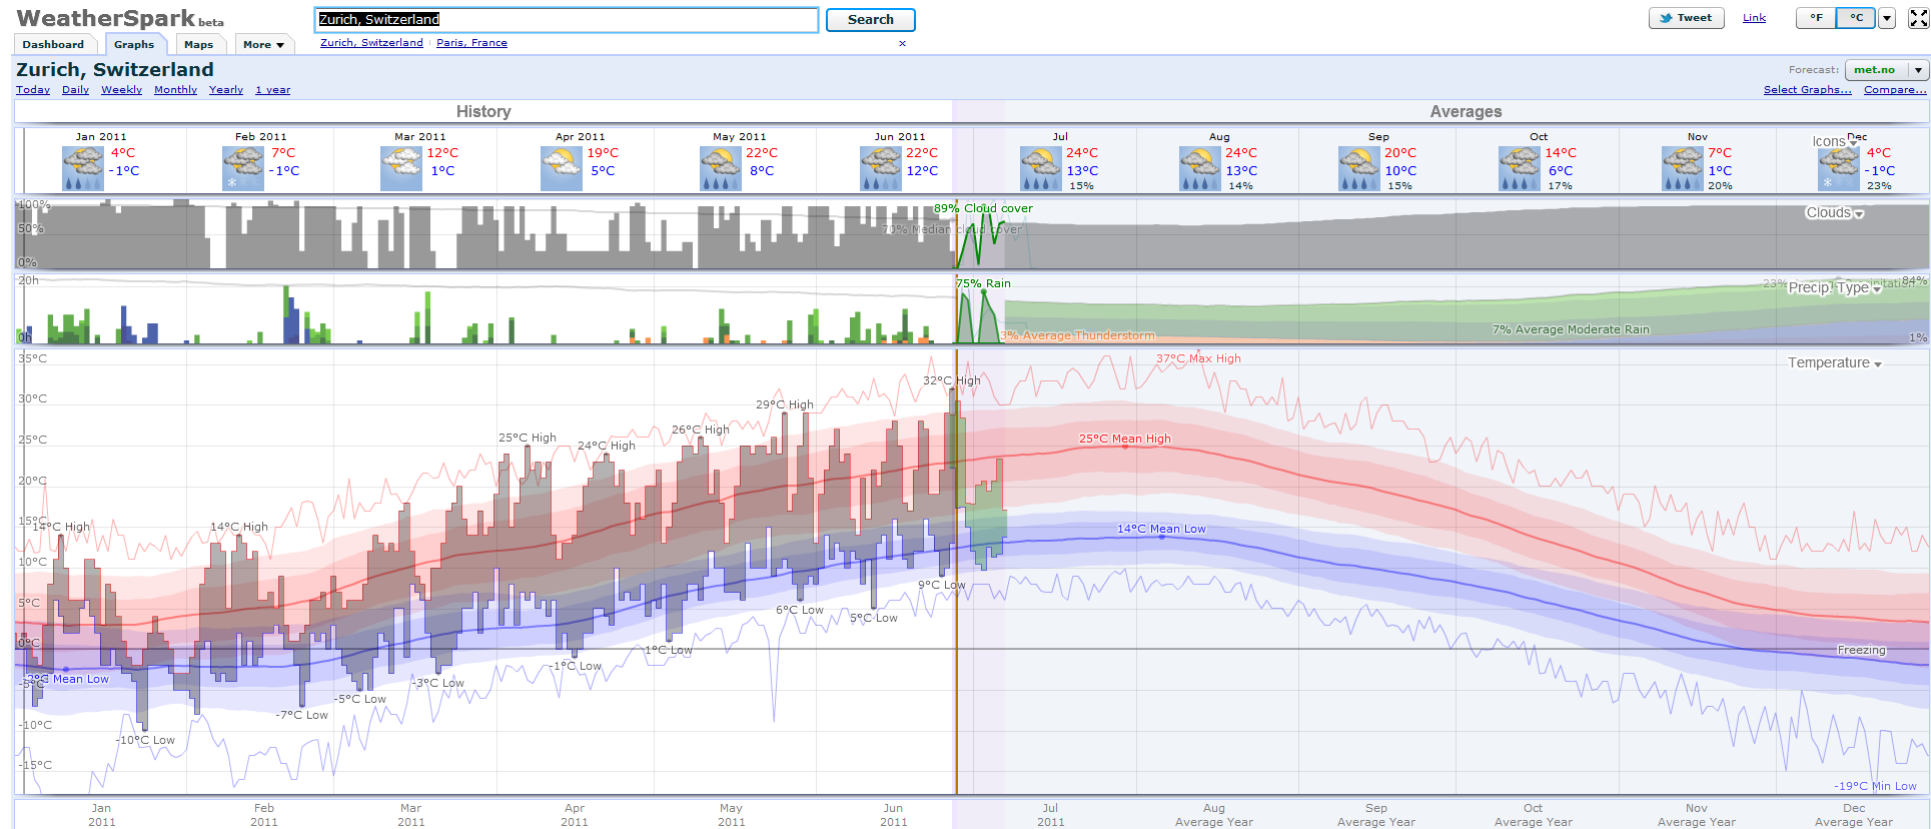 WeatherSpark beta
Zurich, Switzerland
Search
Tweet
Link
°F °C
Dashboard Graphs Maps More
Zurich, Switzerland Paris, France x
Zurich, Switzerland
Forecast: met.no
Today Daily Weekly Monthly Yearly 1 year
Select Graphs... Compare...
History Averages
Jan 2011 Feb 2011 Mar 2011 Apr 2011 May 2011 Jun 2011 Jul Aug Sep Oct Nov Dec
Icons
4°C 7°C 12°C 19°C 22°C 22°C 24°C 24°C 20°C 14°C 7°C 4°C
-1°C -1°C 1°C 5°C 8°C 12°C 13°C 13°C 10°C 6°C 1°C -1°C
15% 14% 15% 17% 20% 23%
100%
89% Cloud cover
Clouds
50%
70% Median cloud cover
0%
20h
75% Rain
23%
Precip. Type
84%
0h
3% Average Thunderstorm
7% Average Moderate Rain
1%
35°C
37°C Max High
Temperature
32°C High
30°C
29°C High
26°C High
25°C
25°C High
24°C High
25°C Mean High
20°C
15°C
14°C High
14°C High
14°C Mean Low
10°C
9°C Low
5°C
6°C Low
5°C Low
0°C
1°C Low
Freezing
-1°C Low
-5°C
Mean Low
-3°C Low
-5°C Low
-7°C Low
-10°C
-10°C Low
-15°C
-19°C Min Low
Jan Feb Mar Apr May Jun Jul Aug Sep Oct Nov Dec
2011 2011 2011 2011 2011 2011 2011 Average Year Average Year Average Year Average Year Average Year